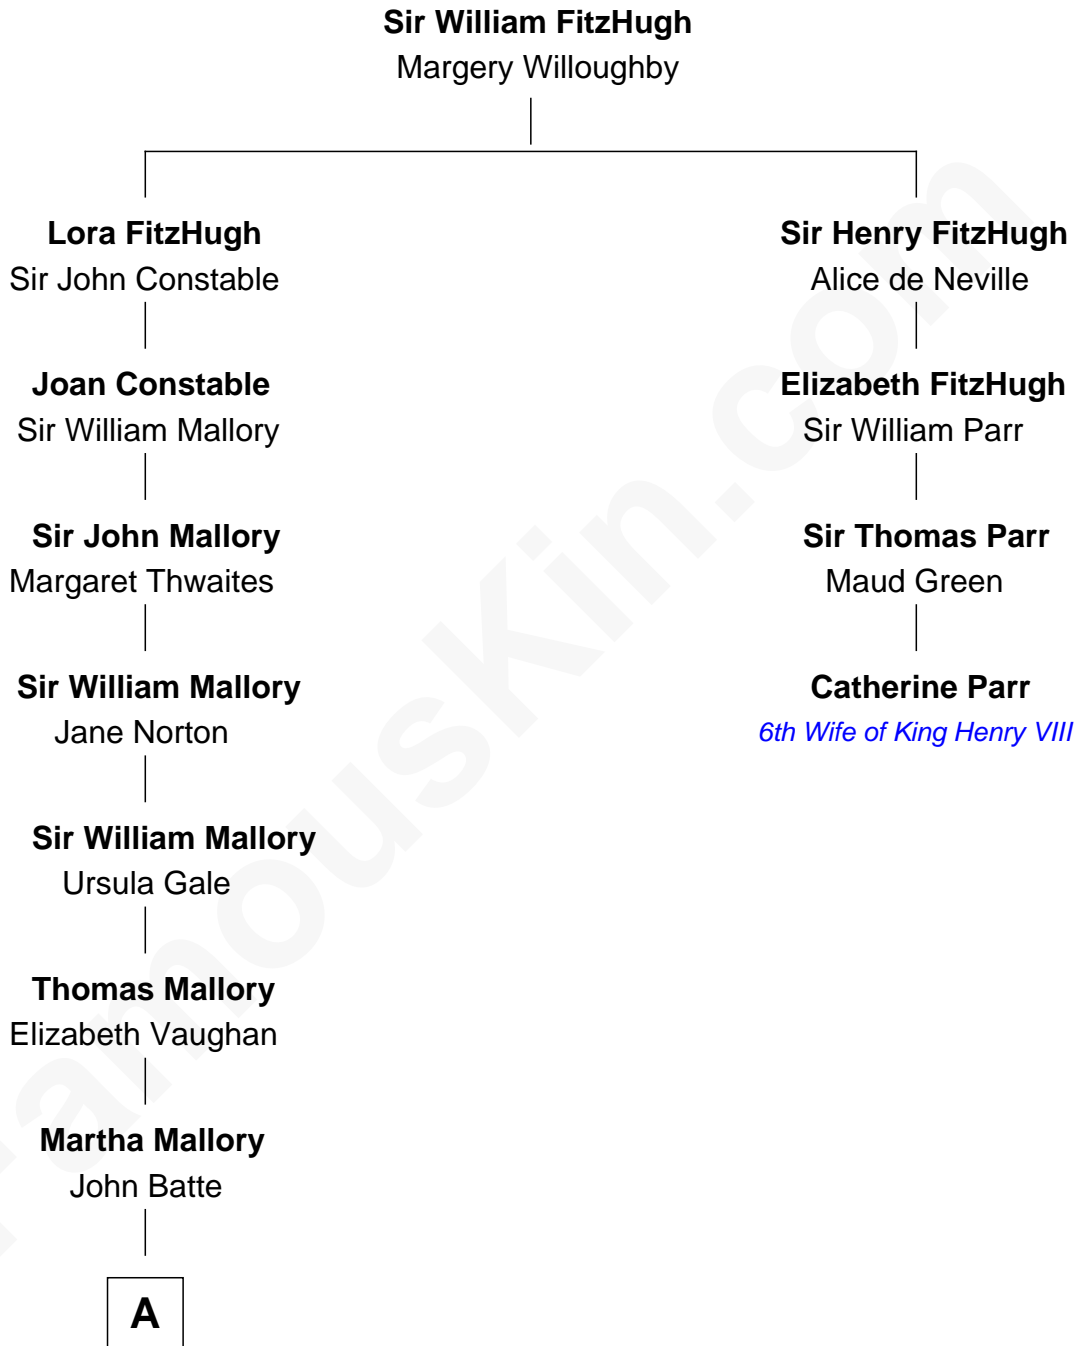 Sir William FitzHugh
Margery Willoughby
Lora FitzHugh
Sir John Constable
Joan Constable
Sir William Mallory
Sir John Mallory
Margaret Thwaites
Sir William Mallory
Jane Norton
Sir William Mallory
Ursula Gale
Thomas Mallory
Elizabeth Vaughan
Martha Mallory
John Batte
A
Sir Henry FitzHugh
Alice de Neville
Elizabeth FitzHugh
Sir William Parr
Sir Thomas Parr
Maud Green
Catherine Parr
6th Wife of King Henry VIII
FamousKin.com